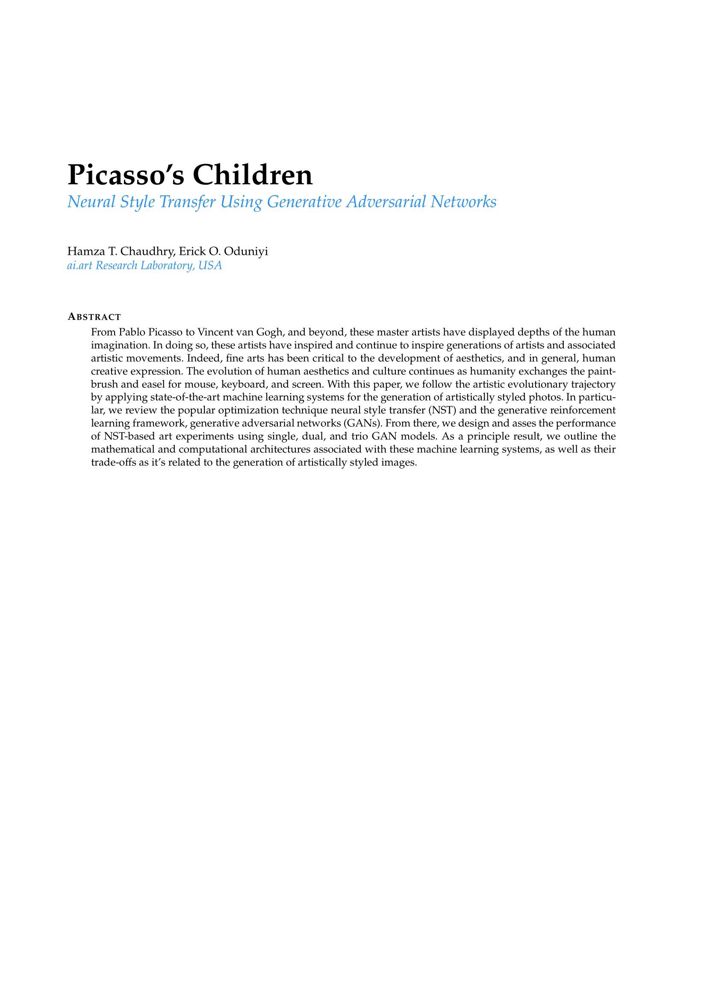 Picasso’s Children
Neural Style Transfer Using Generative Adversarial Networks
Hamza T. Chaudhry, Erick O. Oduniyi
ai.art Research Laboratory, USA
Abstract
From Pablo Picasso to Vincent van Gogh, and beyond, these master artists have displayed depths of the human
imagination. In doing so, these artists have inspired and continue to inspire generations of artists and associated
artistic movements. Indeed, fine arts has been critical to the development of aesthetics, and in general, human
creative expression. The evolution of human aesthetics and culture continues as humanity exchanges the paint-
brush and easel for mouse, keyboard, and screen. With this paper, we follow the artistic evolutionary trajectory
by applying state-of-the-art machine learning systems for the generation of artistically styled photos. In particu-
lar, we review the popular optimization technique neural style transfer (NST) and the generative reinforcement
learning framework, generative adversarial networks (GANs). From there, we design and asses the performance
of NST-based art experiments using single, dual, and trio GAN models. As a principle result, we outline the
mathematical and computational architectures associated with these machine learning systems, as well as their
trade-offs as it’s related to the generation of artistically styled images.